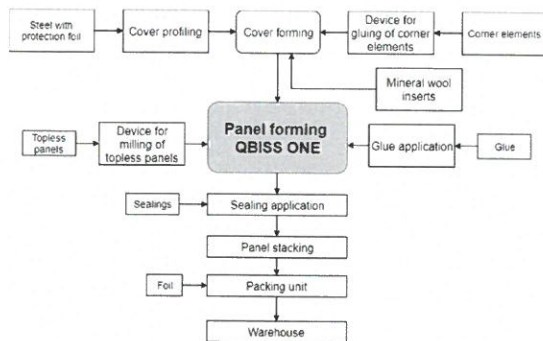 Steel with
protection foil
Cover profiling
Cover forming
Device for
gluing of corner
elements
Corner elements
Mineral wool
inserts
Topless
panels
Device for
milling of
topless panels
Panel forming
QBISS ONE
Glue application
Glue
Sealings
Sealing application
Panel stacking
Foil
Packing unit
Warehouse